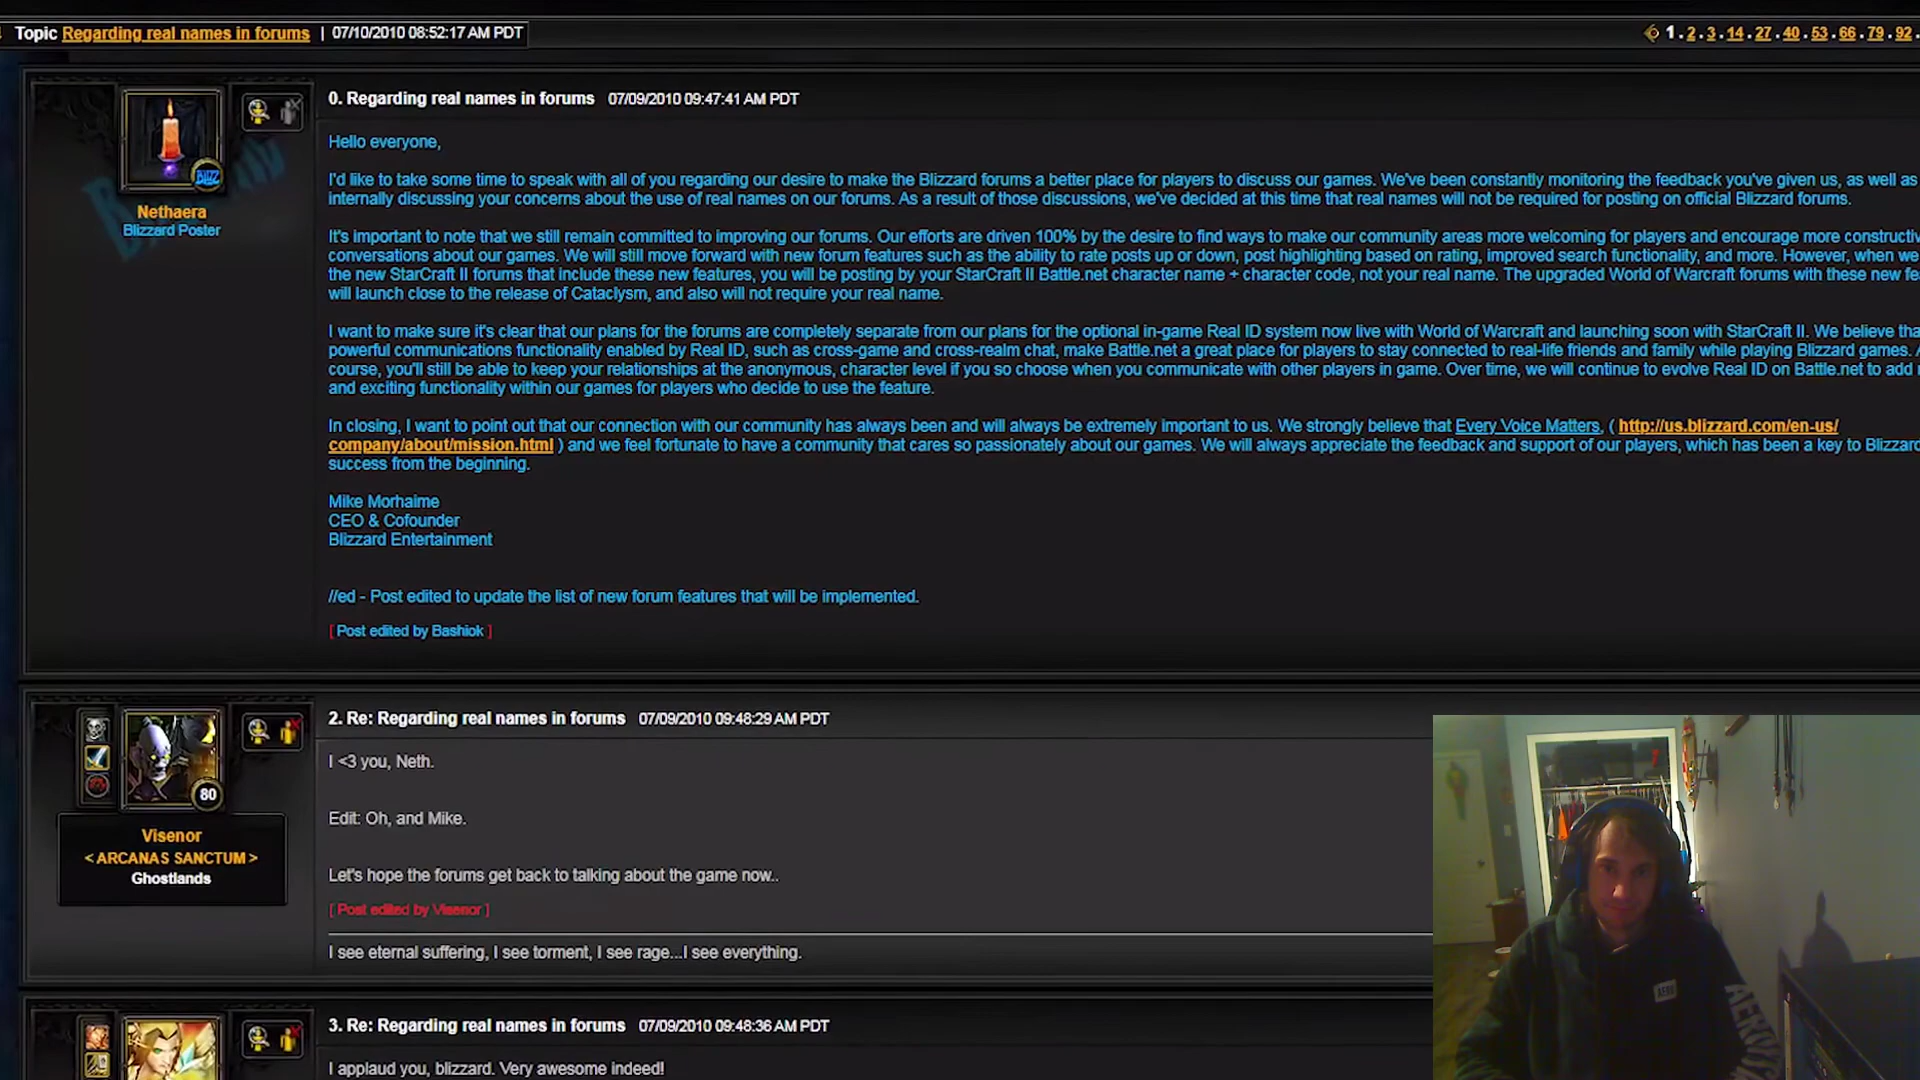 Topic Regarding real names in forums | 07/10/2010 08:52:17 AM PDT
1 . 2 . 3 . 14 . 27 . 40 . 53 . 66 . 79 . 92 .
0. Regarding real names in forums 07/09/2010 09:47:41 AM PDT
BLIZZ
Nethaera
Blizzard Poster
Hello everyone,
I'd like to take some time to speak with all of you regarding our desire to make the Blizzard forums a better place for players to discuss our games. We've been constantly monitoring the feedback you've given us, as well as
internally discussing your concerns about the use of real names on our forums. As a result of those discussions, we've decided at this time that real names will not be required for posting on official Blizzard forums.
It's important to note that we still remain committed to improving our forums. Our efforts are driven 100% by the desire to find ways to make our community areas more welcoming for players and encourage more constructiv
conversations about our games. We will still move forward with new forum features such as the ability to rate posts up or down, post highlighting based on rating, improved search functionality, and more. However, when we
the new StarCraft II forums that include these new features, you will be posting by your StarCraft II Battle.net character name + character code, not your real name. The upgraded World of Warcraft forums with these new fea
will launch close to the release of Cataclysm, and also will not require your real name.
I want to make sure it's clear that our plans for the forums are completely separate from our plans for the optional in-game Real ID system now live with World of Warcraft and launching soon with StarCraft II. We believe tha
powerful communications functionality enabled by Real ID, such as cross-game and cross-realm chat, make Battle.net a great place for players to stay connected to real-life friends and family while playing Blizzard games. A
course, you'll still be able to keep your relationships at the anonymous, character level if you so choose when you communicate with other players in game. Over time, we will continue to evolve Real ID on Battle.net to add
and exciting functionality within our games for players who decide to use the feature.
In closing, I want to point out that our connection with our community has always been and will always be extremely important to us. We strongly believe that Every Voice Matters, ( http://us.blizzard.com/en-us/
company/about/mission.html ) and we feel fortunate to have a community that cares so passionately about our games. We will always appreciate the feedback and support of our players, which has been a key to Blizzard
success from the beginning.
Mike Morhaime
CEO & Cofounder
Blizzard Entertainment
//ed - Post edited to update the list of new forum features that will be implemented.
[ Post edited by Bashiok ]
2. Re: Regarding real names in forums 07/09/2010 09:48:29 AM PDT
80
Visenor
< ARCANAS SANCTUM >
Ghostlands
I <3 you, Neth.
Edit: Oh, and Mike.
Let's hope the forums get back to talking about the game now..
[ Post edited by Visenor ]
I see eternal suffering, I see torment, I see rage...I see everything.
3. Re: Regarding real names in forums 07/09/2010 09:48:36 AM PDT
I applaud you, blizzard. Very awesome indeed!